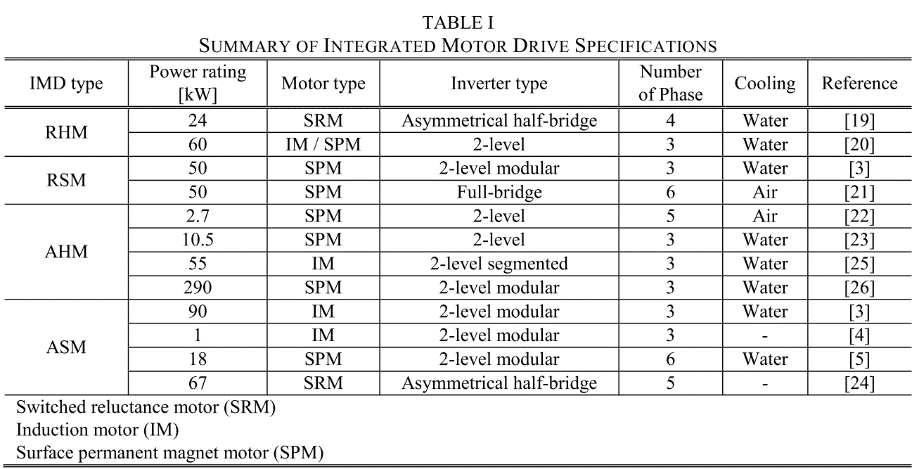 TABLE I
SUMMARY OF INTEGRATED MOTOR DRIVE SPECIFICATIONS
IMD type Power rating [kW] Motor type Inverter type Number of Phase Cooling Reference
RHM 24 SRM Asymmetrical half-bridge 4 Water [19]
60 IM / SPM 2-level 3 Water [20]
RSM 50 SPM 2-level modular 3 Water [3]
50 SPM Full-bridge 6 Air [21]
AHM 2.7 SPM 2-level 5 Air [22]
10.5 SPM 2-level 3 Water [23]
55 IM 2-level segmented 3 Water [25]
290 SPM 2-level modular 3 Water [26]
ASM 90 IM 2-level modular 3 Water [3]
1 IM 2-level modular 3 - [4]
18 SPM 2-level modular 6 Water [5]
67 SRM Asymmetrical half-bridge 5 - [24]
Switched reluctance motor (SRM)
Induction motor (IM)
Surface permanent magnet motor (SPM)